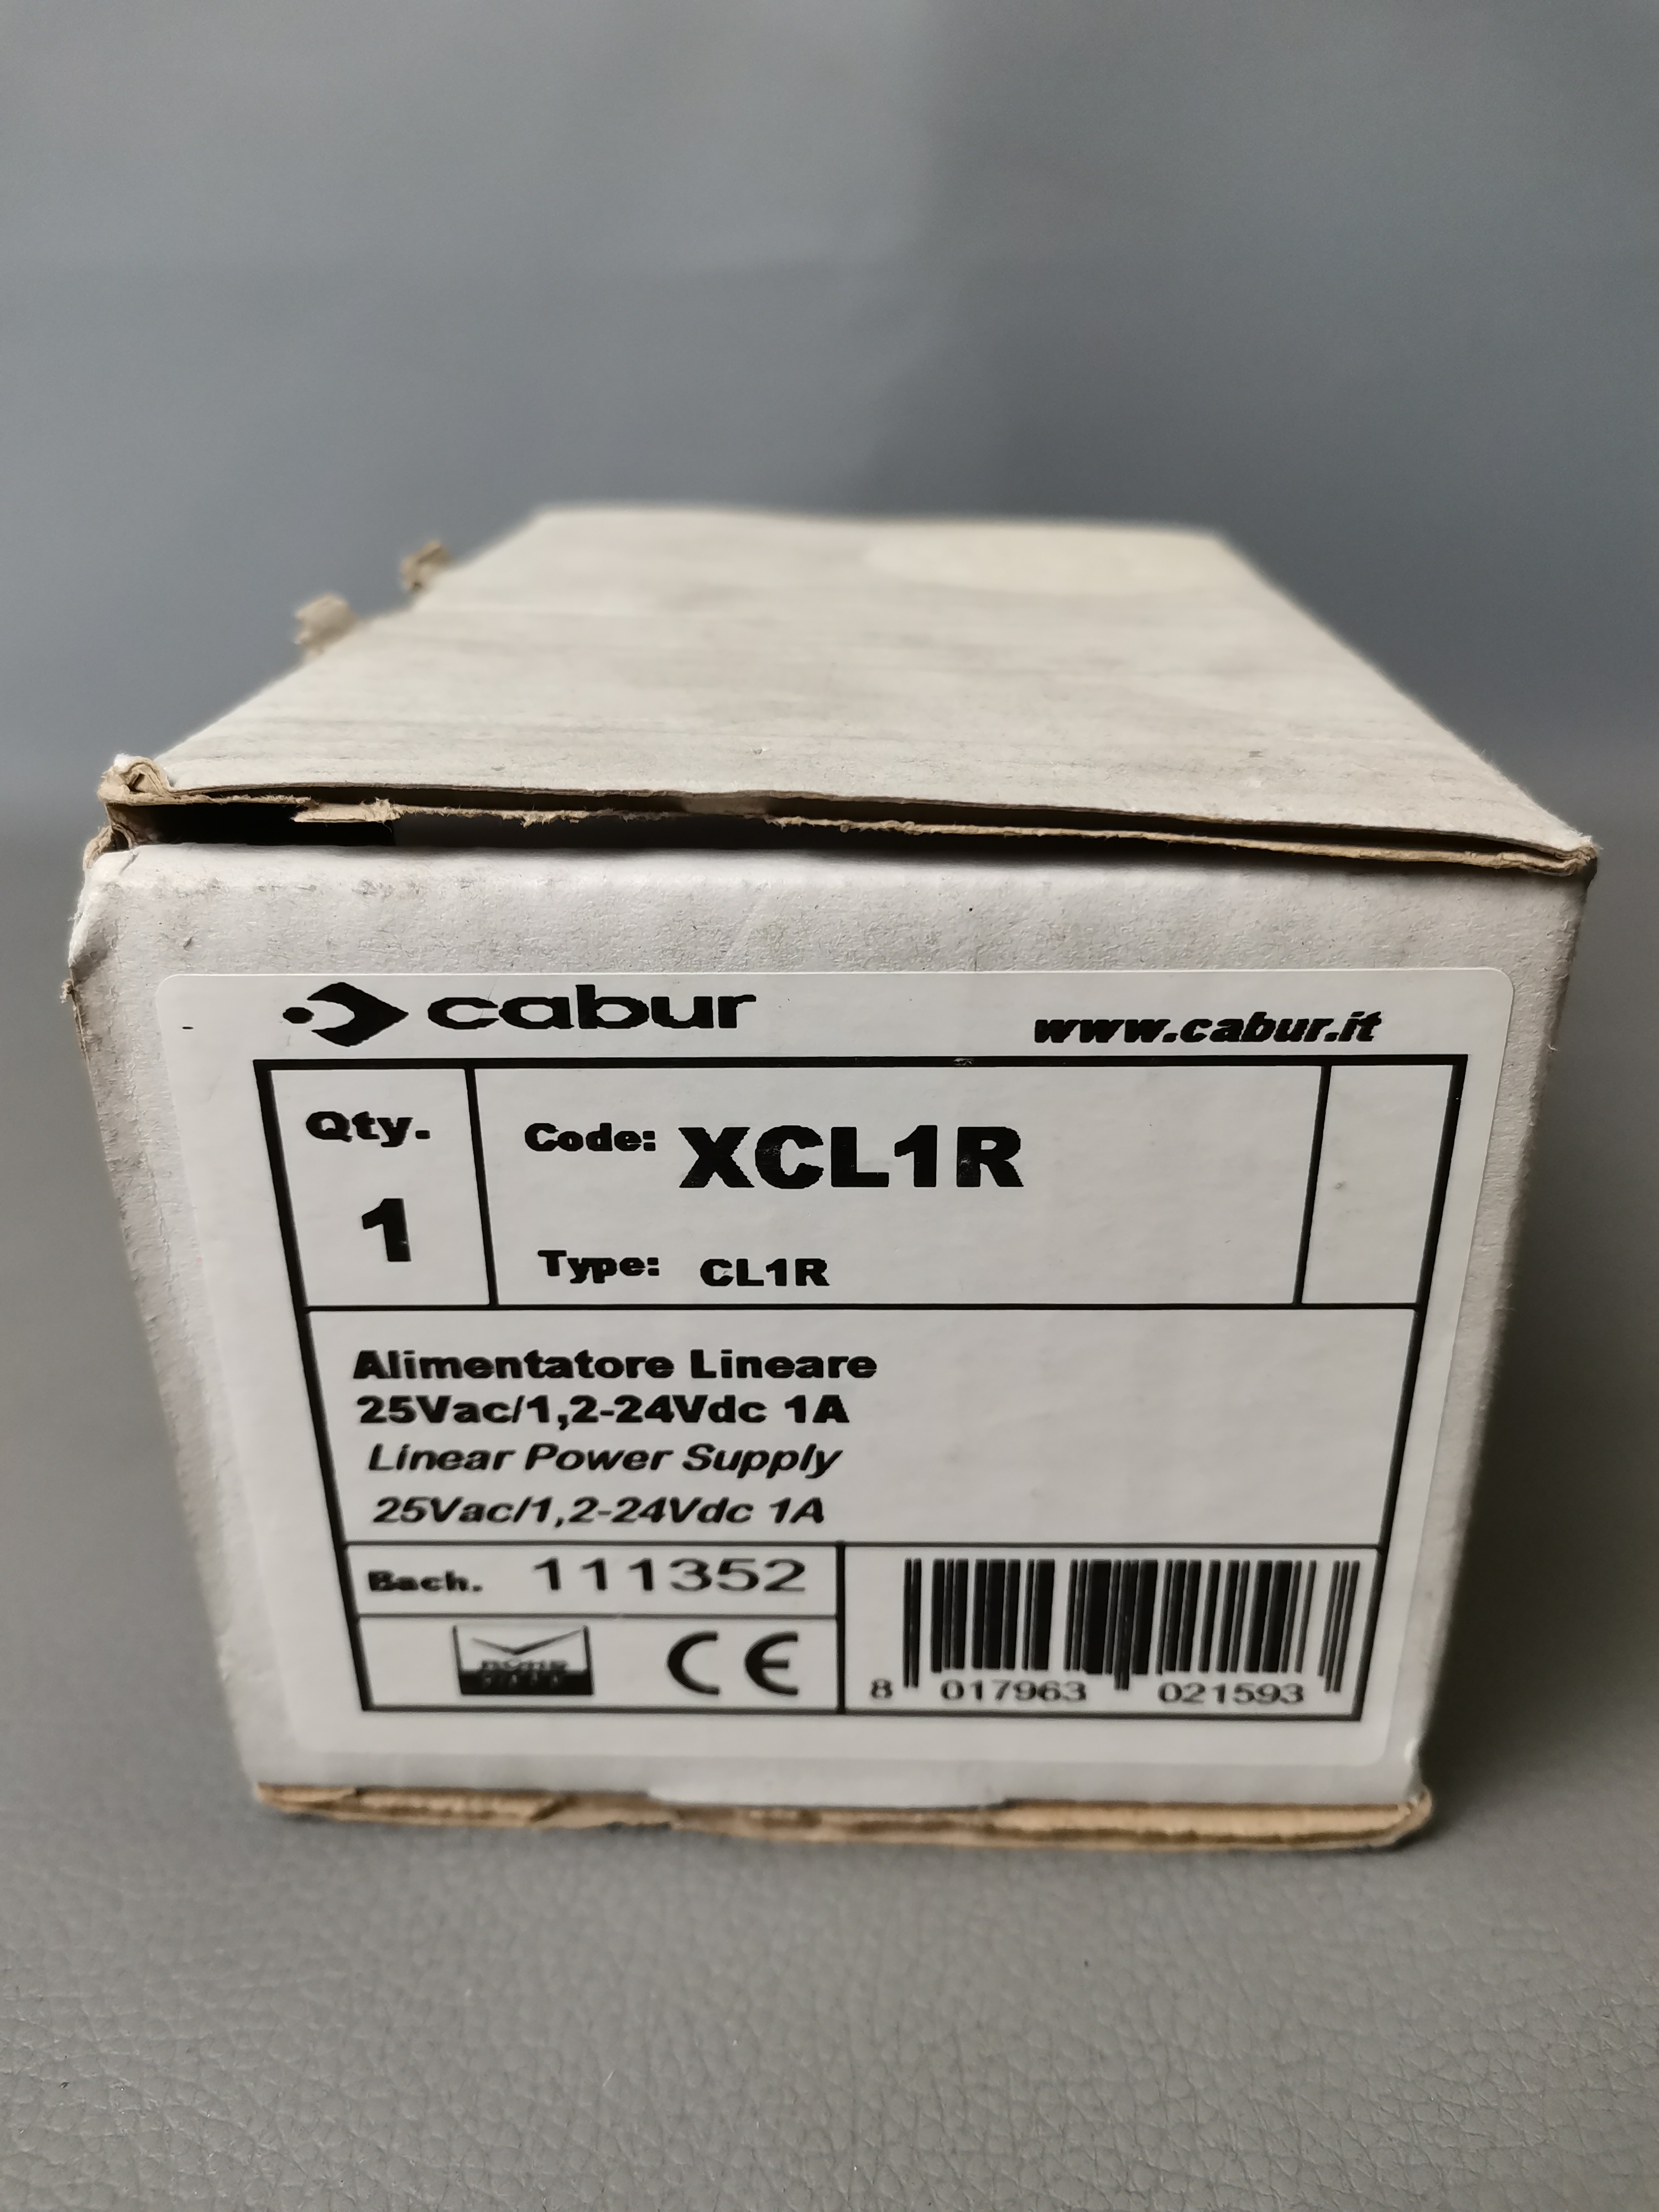 cabur
www.cabur.it
Qty.
1
Code: XCL1R
Type: CL1R
Alimentatore Lineare
25Vac/1,2-24Vdc 1A
Linear Power Supply
25Vac/1,2-24Vdc 1A
Bach. 111352
CE
8 017963 021593